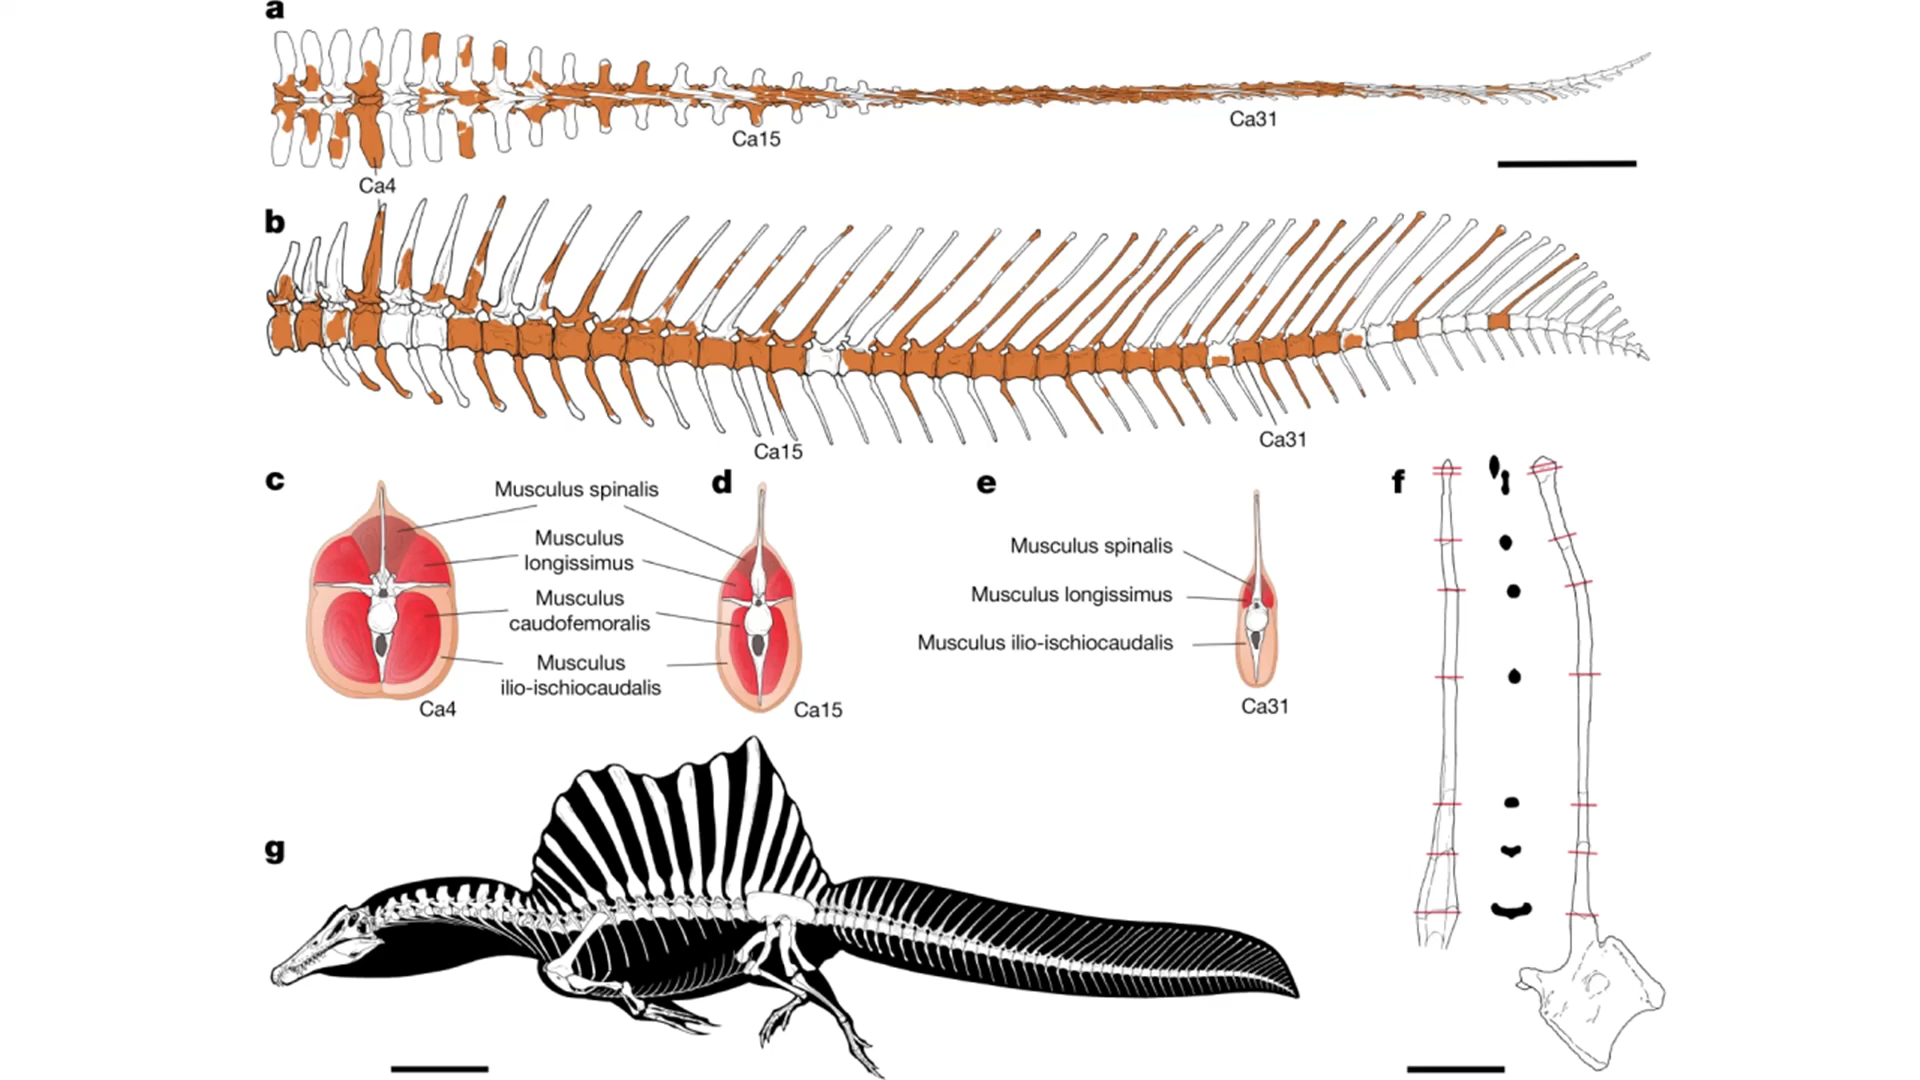 a
Ca15
Ca31
Ca4
b
Ca15
Ca31
c
d
e
f
Musculus spinalis
Musculus
longissimus
Musculus
caudofemoralis
Musculus
ilio-ischiocaudalis
Ca4
Ca15
Musculus spinalis
Musculus longissimus
Musculus ilio-ischiocaudalis
Ca31
g